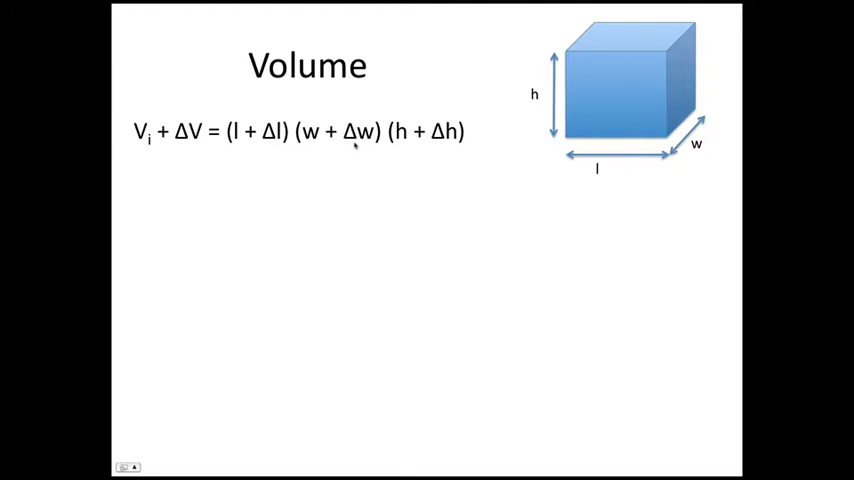 Volume
Vi + ΔV = (l + Δl) (w + Δw) (h + Δh)
h
w
l